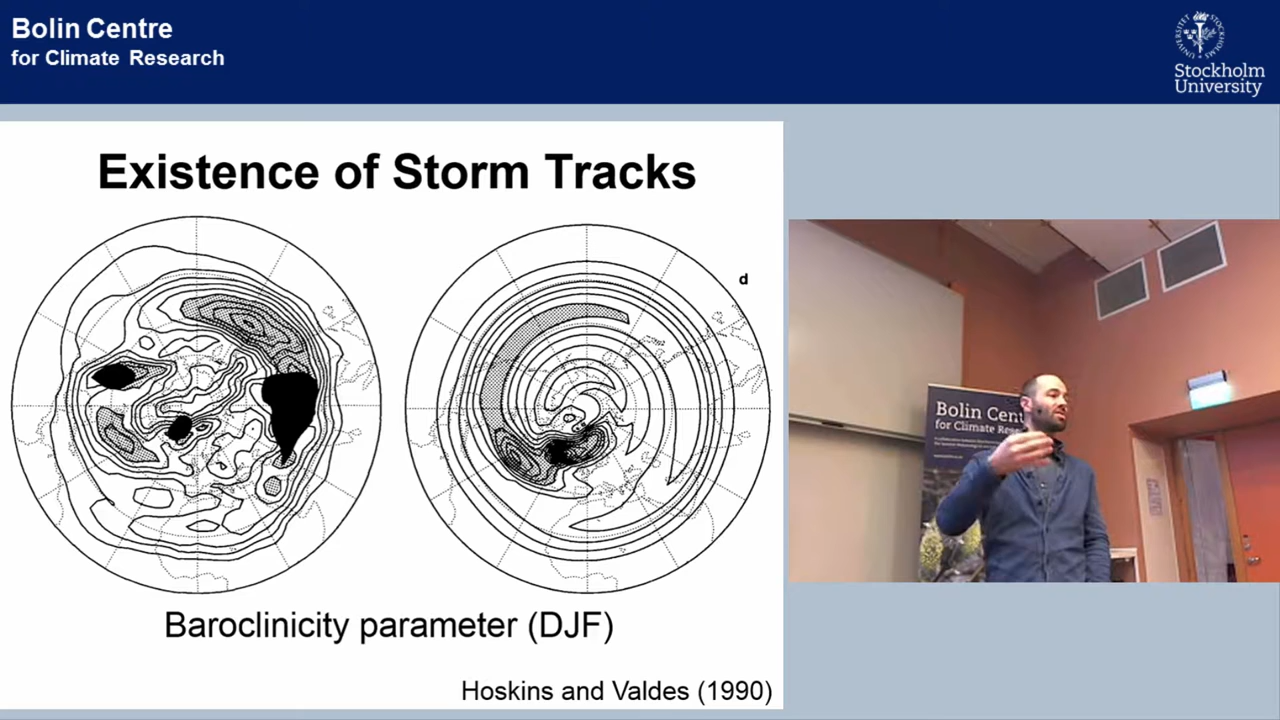 Bolin Centre
for Climate Research
Stockholm
University
Existence of Storm Tracks
d
Baroclinicity parameter (DJF)
Hoskins and Valdes (1990)
Bolin Cent
for Climate Res